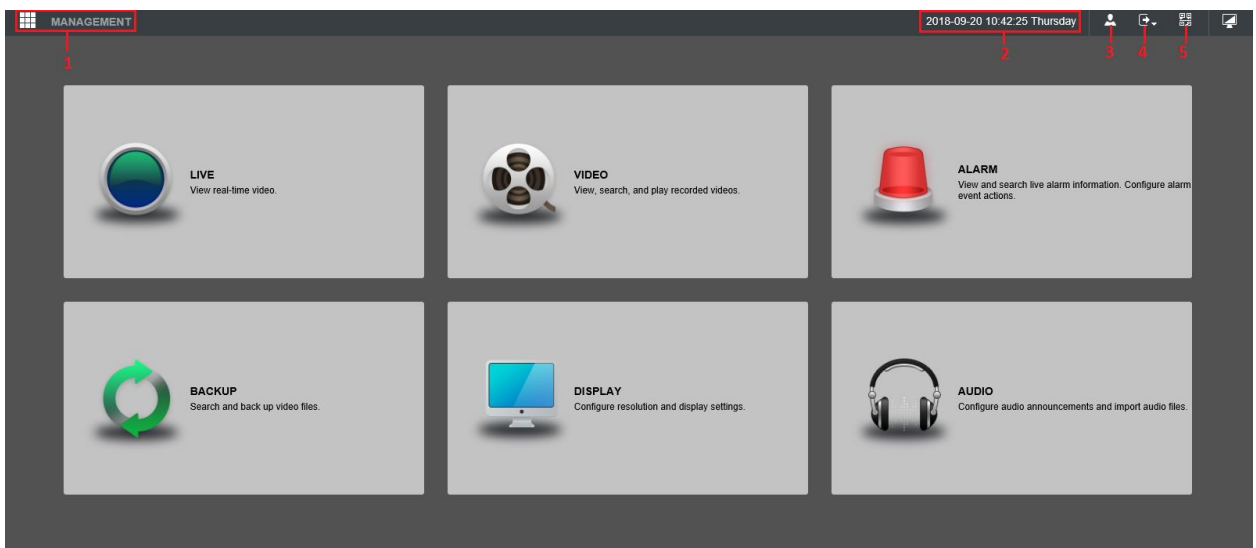 MANAGEMENT
2018-09-20 10:42:25 Thursday
1
2
3
4
5
LIVE
View real-time video.
VIDEO
View, search, and play recorded videos.
ALARM
View and search live alarm information. Configure alarm
event actions.
BACKUP
Search and back up video files.
DISPLAY
Configure resolution and display settings.
AUDIO
Configure audio announcements and import audio files.